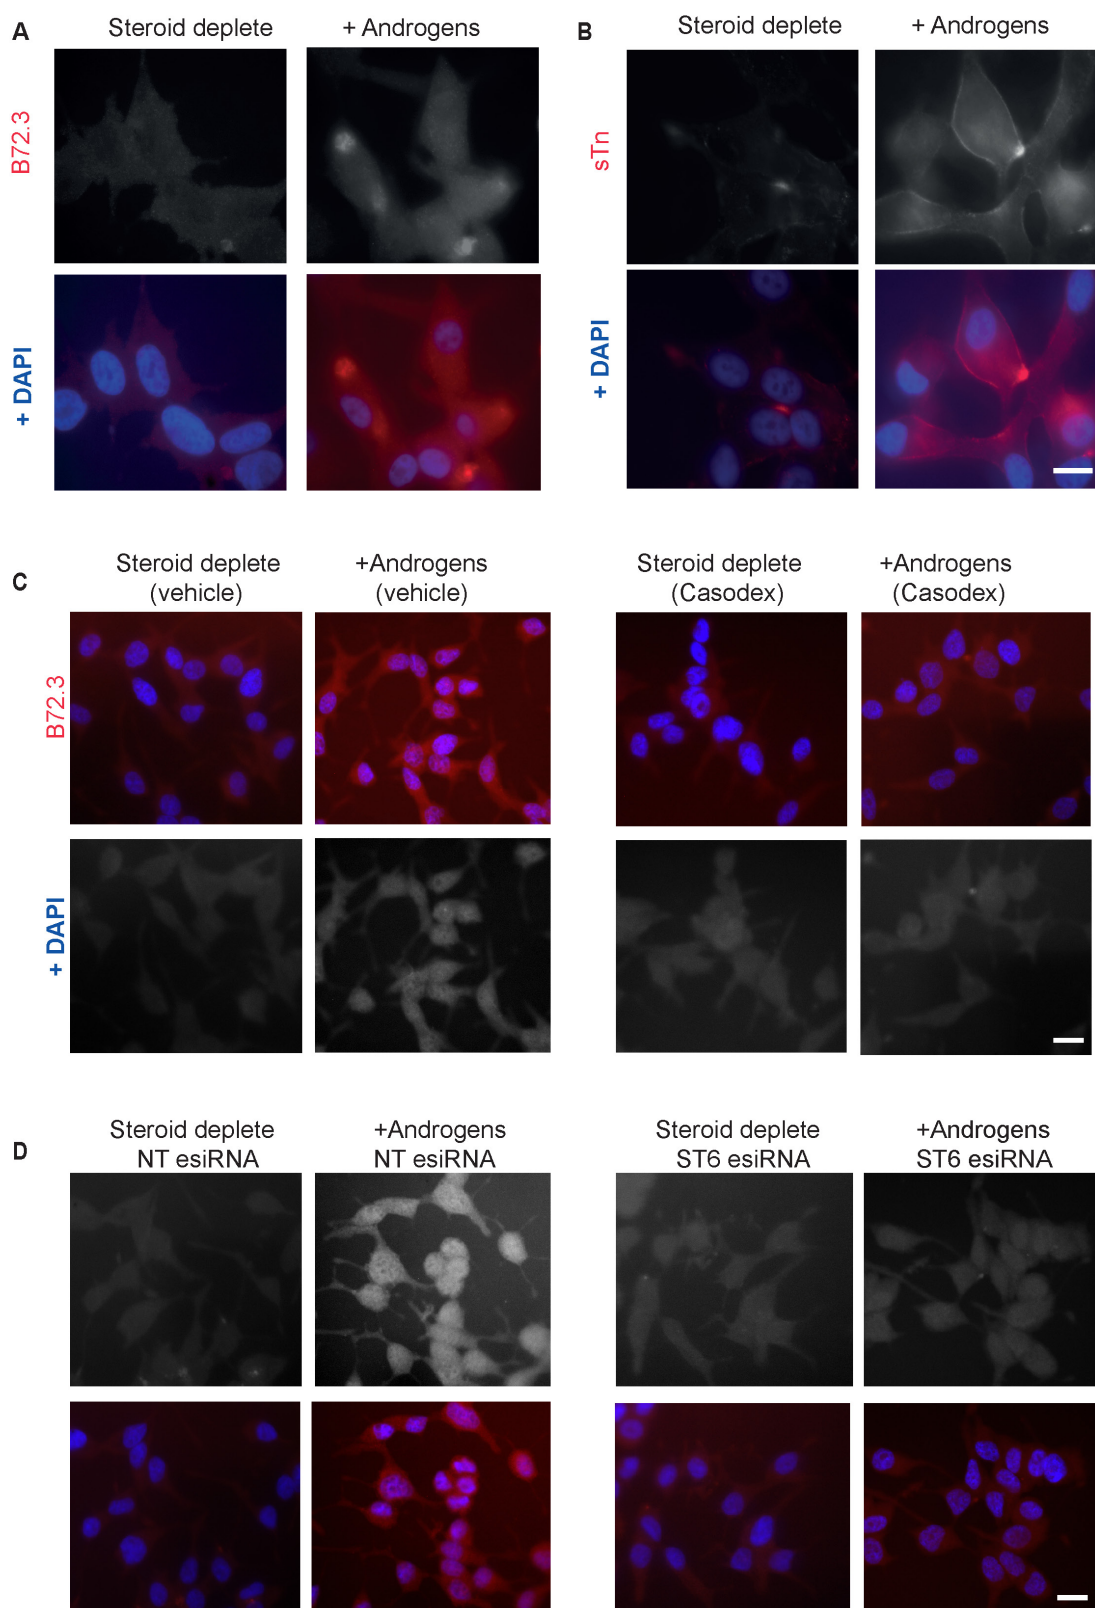 A
Steroid deplete
+ Androgens
B72.3
+ DAPI
B
Steroid deplete
+ Androgens
sTn
+ DAPI
C
Steroid deplete
(vehicle)
+Androgens
(vehicle)
Steroid deplete
(Casodex)
+Androgens
(Casodex)
B72.3
+ DAPI
D
Steroid deplete
NT esiRNA
+Androgens
NT esiRNA
Steroid deplete
ST6 esiRNA
+Androgens
ST6 esiRNA